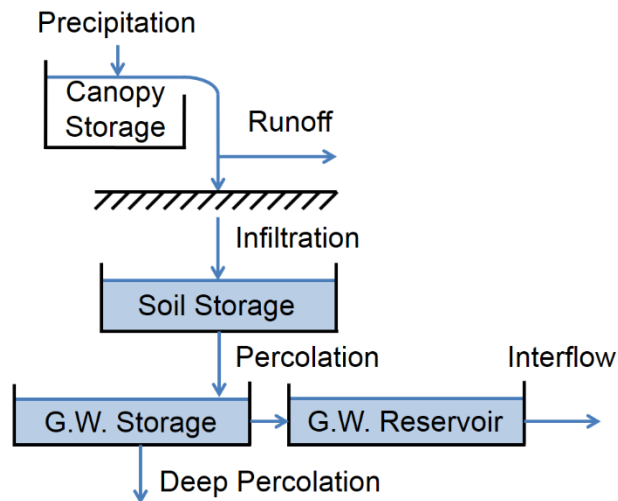 Precipitation
Canopy
Storage
Runoff
Infiltration
Soil Storage
Percolation
Interflow
G.W. Storage
G.W. Reservoir
Deep Percolation